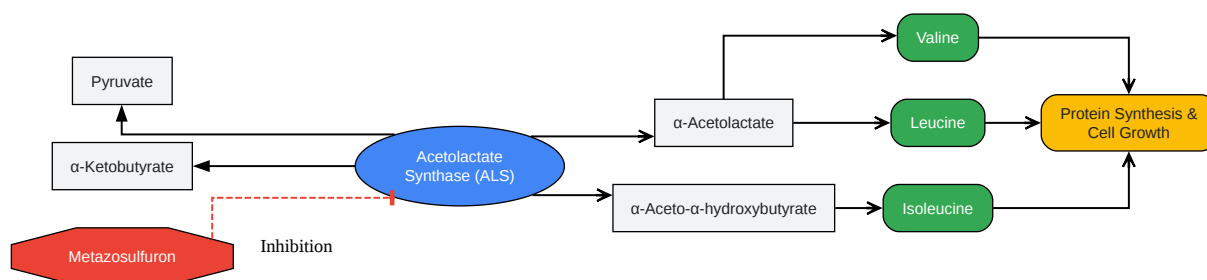 Valine
Pyruvate
α-Acetolactate
Leucine
Protein Synthesis &
Cell Growth
α-Ketobutyrate
Acetolactate
Synthase (ALS)
α-Aceto-α-hydroxybutyrate
Isoleucine
Metazosulfuron
Inhibition